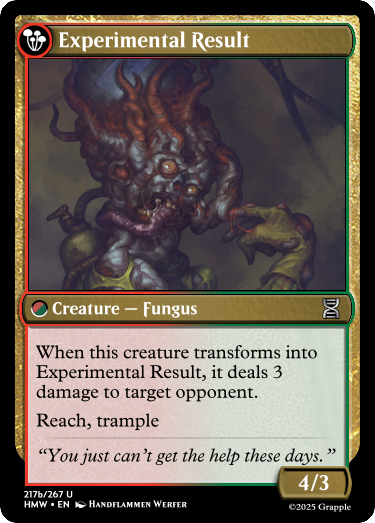 Experimental Result
Creature — Fungus
When this creature transforms into
Experimental Result, it deals 3
damage to target opponent.
Reach, trample
“You just can’t get the help these days.”
4/3
217b/267 U
HMW • EN Handflammen Werfer
©2025 Grapple